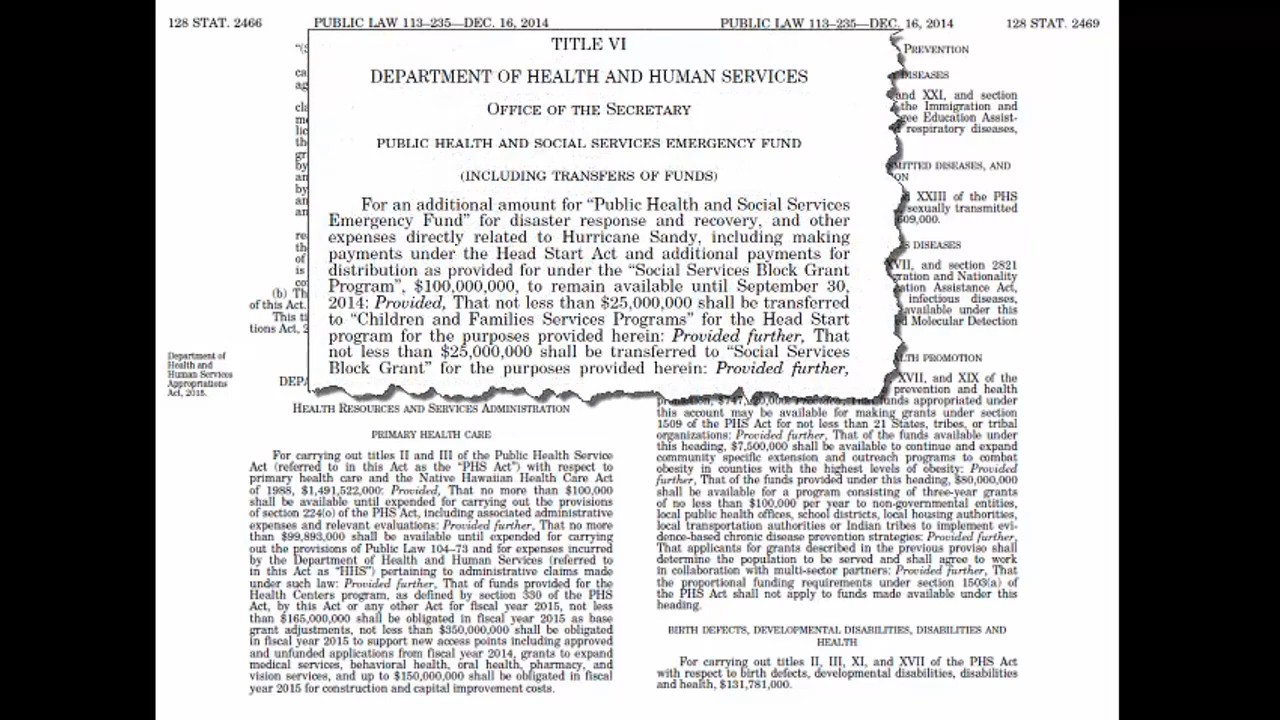 128 STAT. 2466
PUBLIC LAW 113–235—DEC. 16, 2014
PUBLIC LAW 113–235—DEC. 16, 2014
128 STAT. 2469
TITLE VI
DEPARTMENT OF HEALTH AND HUMAN SERVICES
OFFICE OF THE SECRETARY
PUBLIC HEALTH AND SOCIAL SERVICES EMERGENCY FUND
(INCLUDING TRANSFERS OF FUNDS)
For an additional amount for “Public Health and Social Services
Emergency Fund” for disaster response and recovery, and other
expenses directly related to Hurricane Sandy, including making
payments under the Head Start Act and additional payments for
distribution as provided for under the “Social Services Block Grant
Program”, $100,000,000, to remain available until September 30,
2014: Provided, That not less than $25,000,000 shall be transferred
to “Children and Families Services Programs” for the Head Start
program for the purposes provided herein: Provided further, That
not less than $25,000,000 shall be transferred to “Social Services
Block Grant” for the purposes provided herein: Provided further,
(b) Th
of this Act.
This ti
tions Act, 2
Department of
Health and
Human Services
Appropriations
Act, 2015.
DEPA
HEALTH RESOURCES AND SERVICES ADMINISTRATION
PRIMARY HEALTH CARE
For carrying out titles II and III of the Public Health Service
Act (referred to in this Act as the “PHS Act”) with respect to
primary health care and the Native Hawaiian Health Care Act
of 1988, $1,491,522,000: Provided, That no more than $100,000
shall be available until expended for carrying out the provisions
of section 224(o) of the PHS Act, including associated administrative
expenses and relevant evaluations: Provided further, That no more
than $99,893,000 shall be available until expended for carrying
out the provisions of Public Law 104–73 and for expenses incurred
by the Department of Health and Human Services (referred to
in this Act as “HHS”) pertaining to administrative claims made
under such law: Provided further, That of funds provided for the
Health Centers program, as defined by section 330 of the PHS
Act, by this Act or any other Act for fiscal year 2015, not less
than $165,000,000 shall be obligated in fiscal year 2015 as base
grant adjustments, not less than $350,000,000 shall be obligated
in fiscal year 2015 to support new access points including approved
and unfunded applications from fiscal year 2014, grants to expand
medical services, behavioral health, oral health, pharmacy, and
vision services, and up to $150,000,000 shall be obligated in fiscal
year 2015 for construction and capital improvement costs.
PREVENTION
DISEASES
and XXI, and section
the Immigration and
gee Education Assist-
respiratory diseases,
MITTED DISEASES, AND
ON
XXIII of the PHS
sexually transmitted
609,000.
S DISEASES
VII, and section 2821
ration and Nationality
ation Assistance Act,
infectious diseases,
available under this
d Molecular Detection
LTH PROMOTION
XVII, and XIX of the
prevention and health
funds appropriated under
this account may be available for making grants under section
1509 of the PHS Act for not less than 21 States, tribes, or tribal
organizations: Provided further, That of the funds available under
this heading, $7,500,000 shall be available to continue and expand
community specific extension and outreach programs to combat
obesity in counties with the highest levels of obesity: Provided
further, That of the funds provided under this heading, $80,000,000
shall be available for a program consisting of three-year grants
of no less than $100,000 per year to non-governmental entities,
local public health offices, school districts, local housing authorities,
local transportation authorities or Indian tribes to implement evi-
dence-based chronic disease prevention strategies: Provided further,
That applicants for grants described in the previous proviso shall
determine the population to be served and shall agree to work
in collaboration with multi-sector partners: Provided further, That
the proportional funding requirements under section 1503(a) of
the PHS Act shall not apply to funds made available under this
heading.
BIRTH DEFECTS, DEVELOPMENTAL DISABILITIES, DISABILITIES AND
HEALTH
For carrying out titles II, III, XI, and XVII of the PHS Act
with respect to birth defects, developmental disabilities, disabilities
and health, $131,781,000.